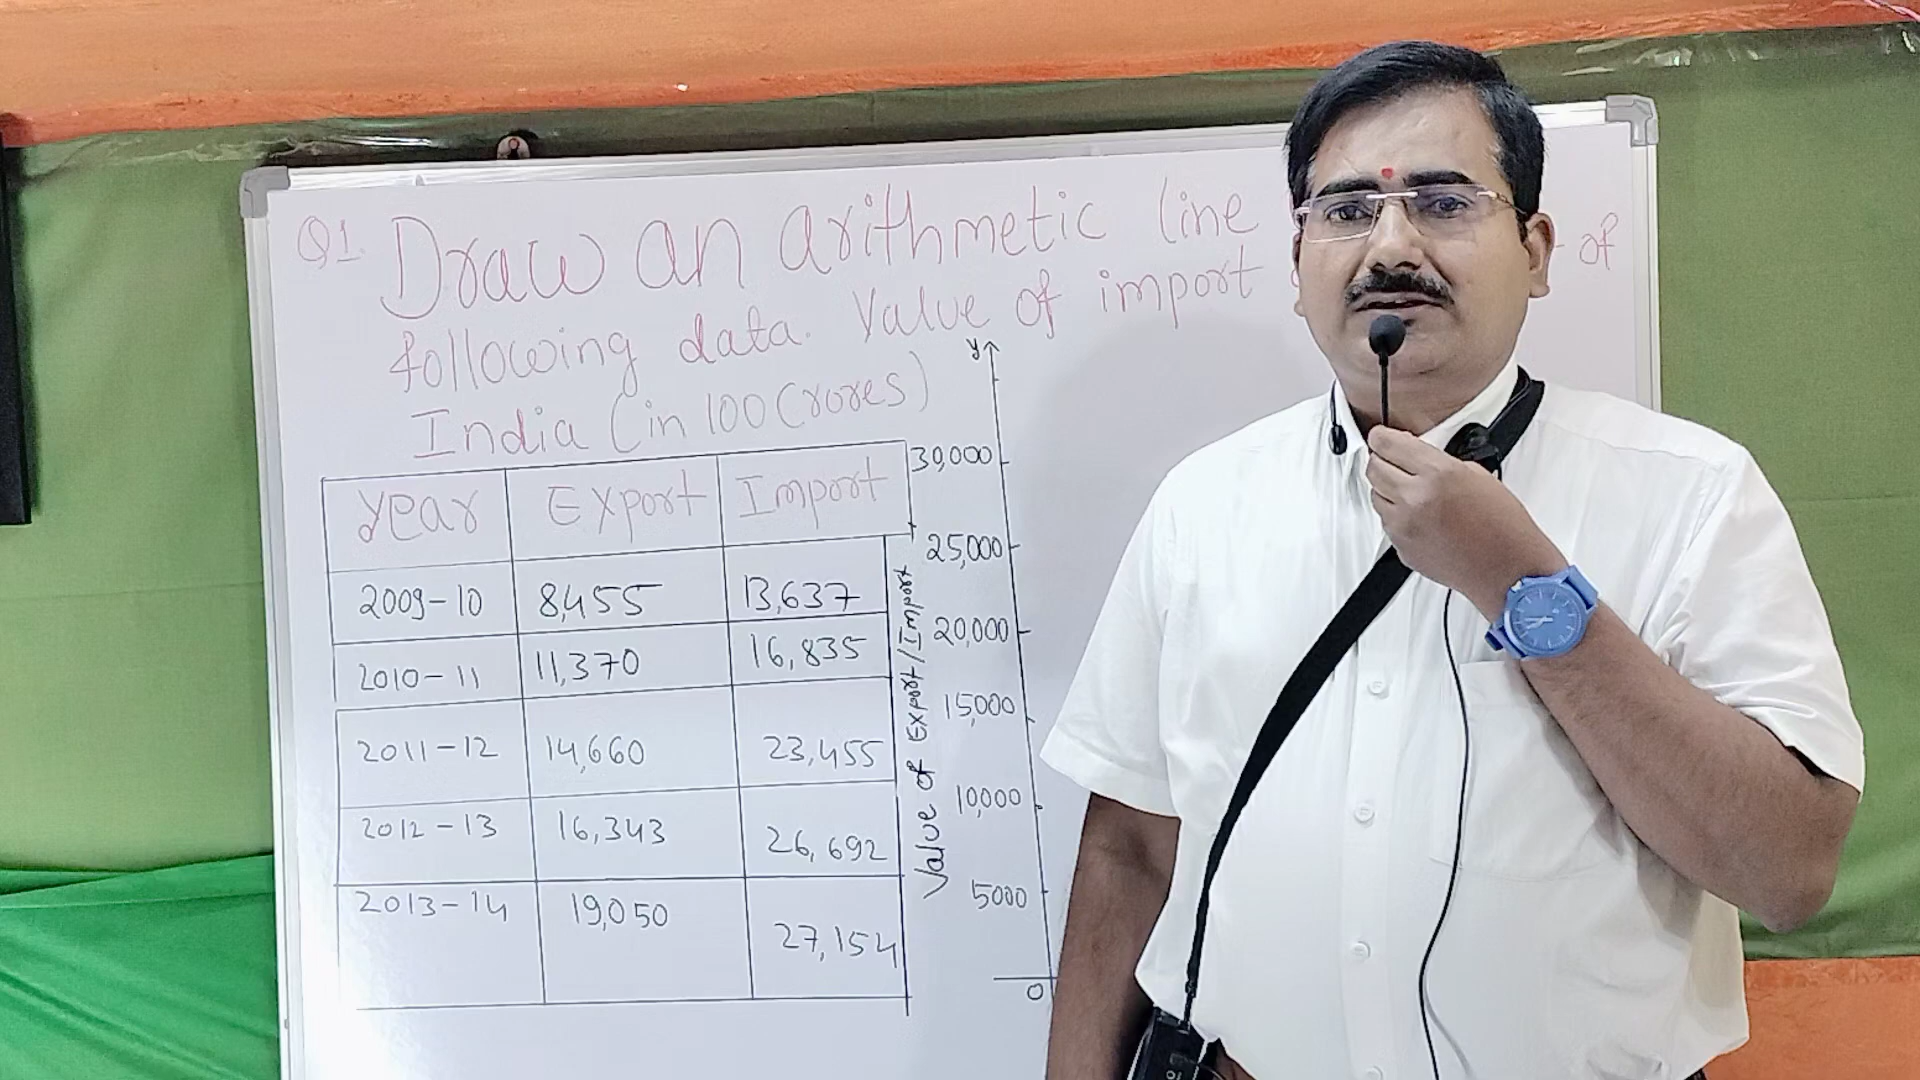 Q1. Draw an arithmetic line of
following data. Value of import
India (in 100 Crores)
Year Export Import
2009-10 8,455 13,637
2010-11 11,370 16,835
2011-12 14,660 23,455
2012-13 16,343 26,692
2013-14 19,050 27,154
Value of Export/Import
y
30,000
25,000
20,000
15,000
10,000
5000
0